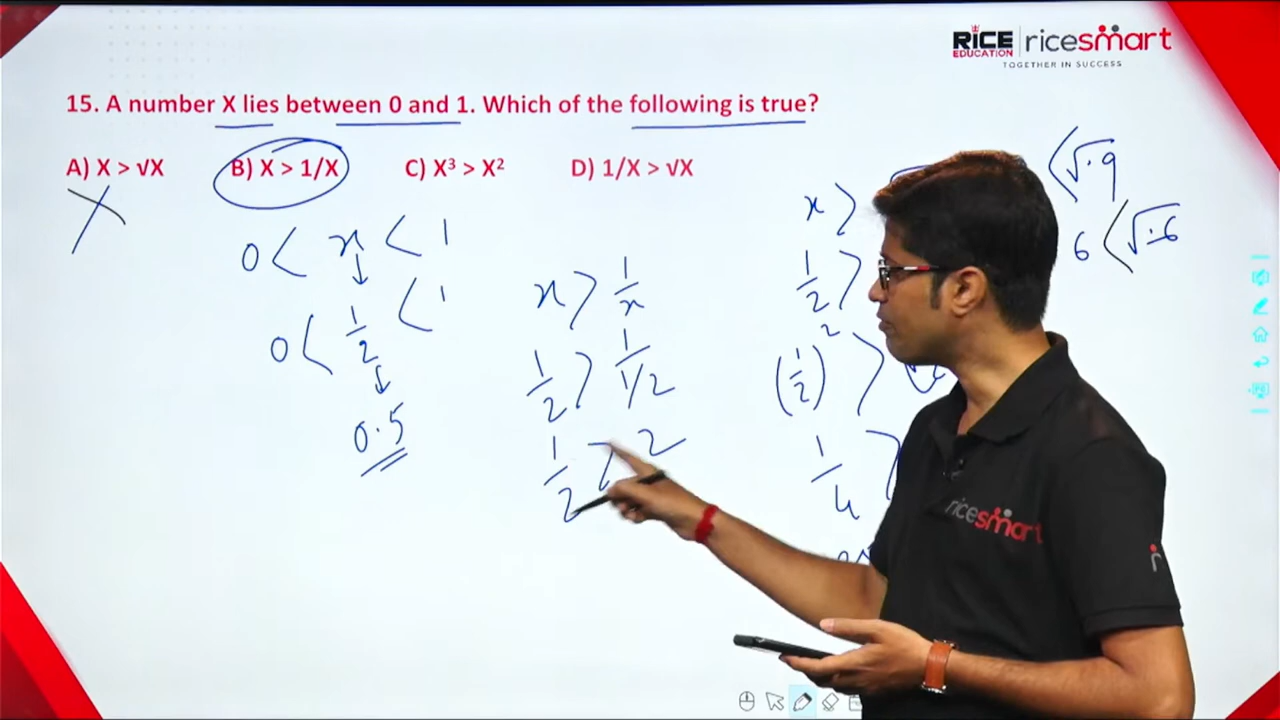 RICE EDUCATION | ricesmart
TOGETHER IN SUCCESS
15. A number X lies between 0 and 1. Which of the following is true?
A) X > √X B) X > 1/X C) X³ > X² D) 1/X > √X
0 < x < 1
0 < 1/2 < 1
0.5
x > 1/x
1/2 > 1/1/2
1/2 > 2
x >
1/2 >
(1/2)² >
1/4 >
< √.9
6 < √.6
ricesmart